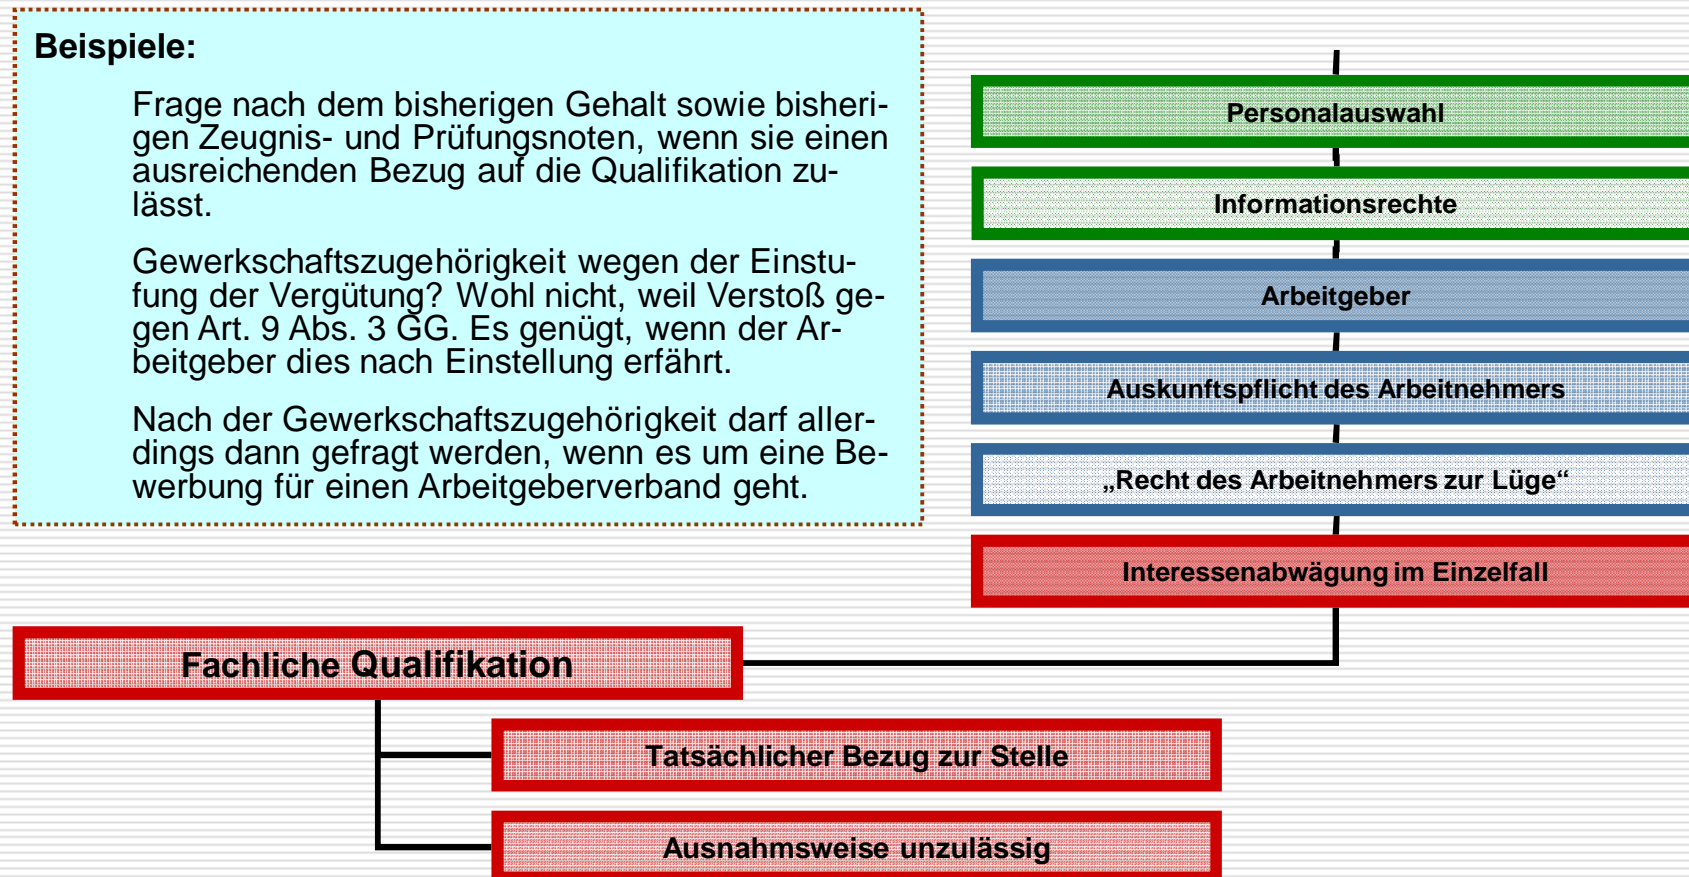 Beispiele:
Frage nach dem bisherigen Gehalt sowie bisheri-
gen Zeugnis- und Prüfungsnoten, wenn sie einen
ausreichenden Bezug auf die Qualifikation zu-
lässt.
Gewerkschaftszugehörigkeit wegen der Einstu-
fung der Vergütung? Wohl nicht, weil Verstoß ge-
gen Art. 9 Abs. 3 GG. Es genügt, wenn der Ar-
beitgeber dies nach Einstellung erfährt.
Nach der Gewerkschaftszugehörigkeit darf aller-
dings dann gefragt werden, wenn es um eine Be-
werbung für einen Arbeitgeberverband geht.
Personalauswahl
Informationsrechte
Arbeitgeber
Auskunftspflicht des Arbeitnehmers
„Recht des Arbeitnehmers zur Lüge“
Interessenabwägung im Einzelfall
Fachliche Qualifikation
Tatsächlicher Bezug zur Stelle
Ausnahmsweise unzulässig